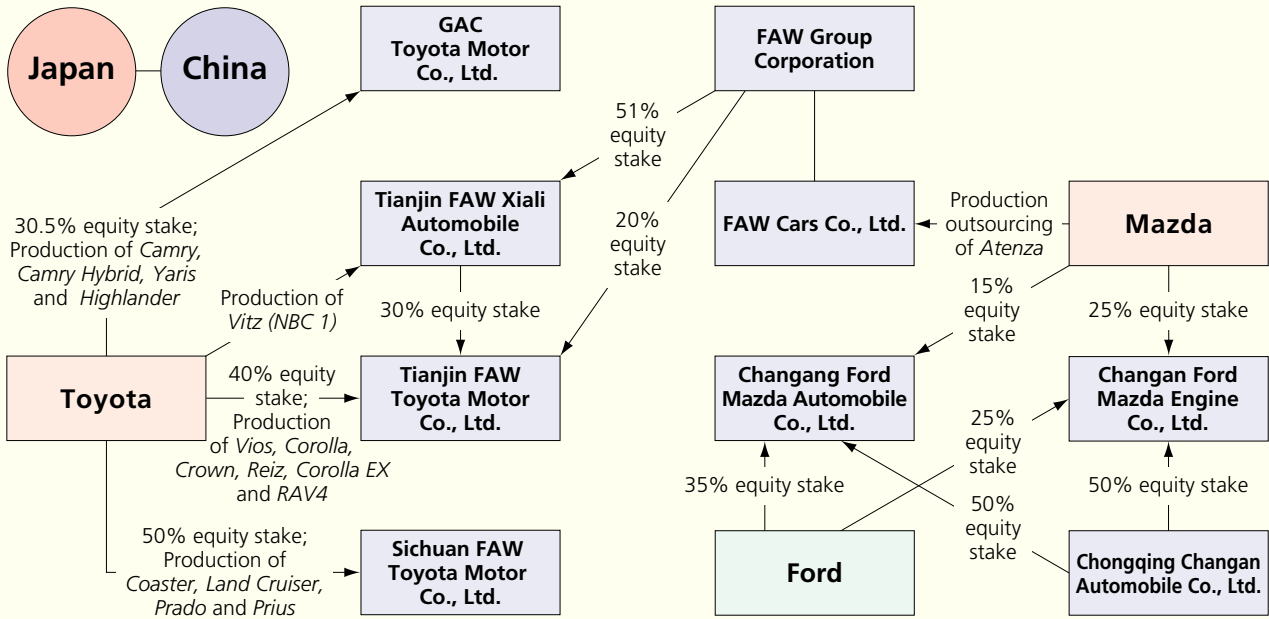 Japan
China
GAC
Toyota Motor
Co., Ltd.
FAW Group
Corporation
51%
equity
stake
20%
equity
stake
30.5% equity stake;
Production of Camry,
Camry Hybrid, Yaris
and Highlander
Tianjin FAW Xiali
Automobile
Co., Ltd.
FAW Cars Co., Ltd.
Production
outsourcing
of Atenza
Mazda
Production of
Vitz (NBC 1)
30% equity stake
15%
equity
stake
25% equity stake
Toyota
40% equity
stake;
Production
of Vios, Corolla,
Crown, Reiz, Corolla EX
and RAV4
Tianjin FAW
Toyota Motor
Co., Ltd.
Changang Ford
Mazda Automobile
Co., Ltd.
Changan Ford
Mazda Engine
Co., Ltd.
35% equity stake
25%
equity
stake
50%
equity
stake
50% equity stake
50% equity stake;
Production of
Coaster, Land Cruiser,
Prado and Prius
Sichuan FAW
Toyota Motor
Co., Ltd.
Ford
Chongqing Changan
Automobile Co., Ltd.